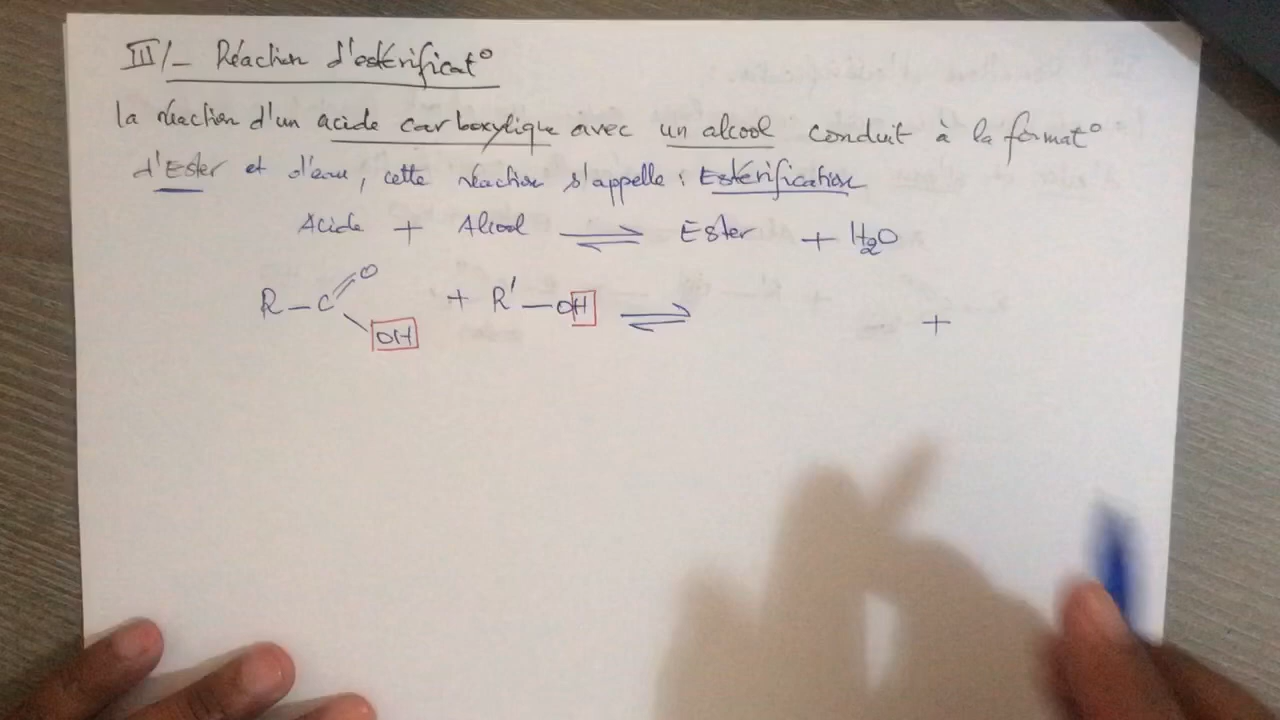 III/- Réaction d'estérificat°
la réaction d'un acide carboxylique avec un alcool conduit à la format°
d'Ester et d'eau, cette réaction s'appelle : Estérification
Acide + Alcool ⇌ Ester + H₂O
R-C(=O)-OH + R'-OH ⇌ +